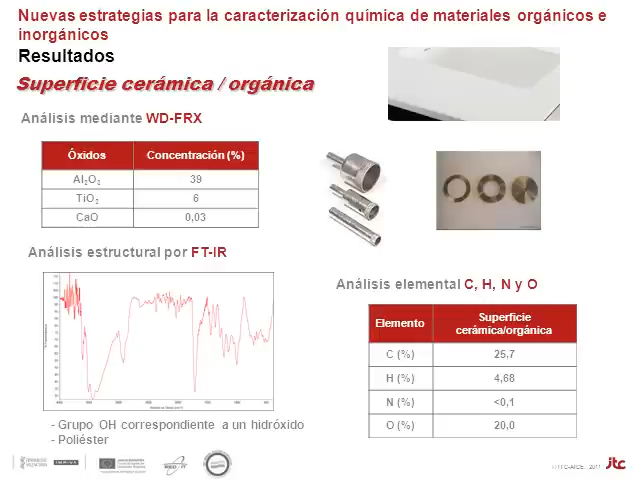 Nuevas estrategias para la caracterización química de materiales orgánicos e
inorgánicos
Resultados
Superficie cerámica / orgánica
Análisis mediante WD-FRX
Óxidos Concentración (%)
Al₂O₃ 39
TiO₂ 6
CaO 0,03
Análisis estructural por FT-IR
- Grupo OH correspondiente a un hidróxido
- Poliéster
Análisis elemental C, H, N y O
Elemento Superficie
cerámica/orgánica
C (%) 25.7
H (%) 4,68
N (%) <0,1
O (%) 20,0
itc